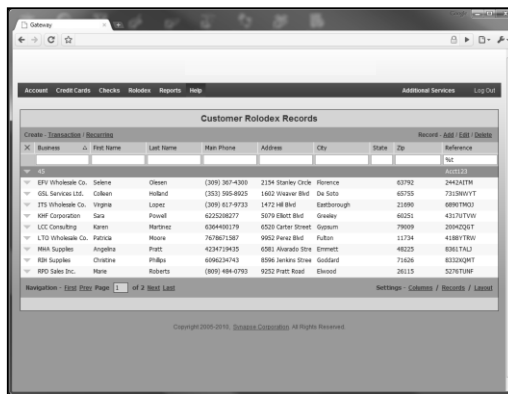 Gateway
Account Credit Cards Checks Rolodex Reports Help Additional Services Log Out
Customer Rolodex Records
Create - Transaction / Recurring Record - Add / Edit / Delete
Business First Name Last Name Main Phone Address City State Zip Reference
%t
45 Acct133
EFV Wholesale Co. Selene Olesen (309) 367-4300 2154 Stanley Circle Florence 63792 2442AITM
GSL Services Ltd. Colleen Holland (353) 595-8925 1602 Weaver Blvd De Soto 65755 7315NWYT
ITS Wholesale Co. Virginia Lopez (309) 617-9733 1472 Hill Blvd Eastborough 21690 6890TMOJ
KHF Corporation Sara Powell 6225208277 5079 Elliott Blvd Greeley 60251 4317UTVW
LCC Consulting Karen Martinez 6364400179 6520 Carter Street Gypsum 79009 2004ZQGT
LTO Wholesale Co. Patricia Moore 7678671587 9952 Perez Blvd Fulton 11734 4186YTRW
MHA Supplies Angelina Pratt 4234719435 6581 Alvarado Stre Emmett 48225 8361TALJ
RIH Supplies Christine Philips 6096234743 8596 Jenkins Stree Goddard 71626 8332XQMT
RPD Sales Inc. Marie Roberts (809) 484-0793 9252 Pratt Road Elwood 26115 5276TUNF
Navigation - First Prev Page 1 of 2 Next Last Settings - Columns / Records / Layout
Copyright 2005-2010, Synapse Corporation. All Rights Reserved.